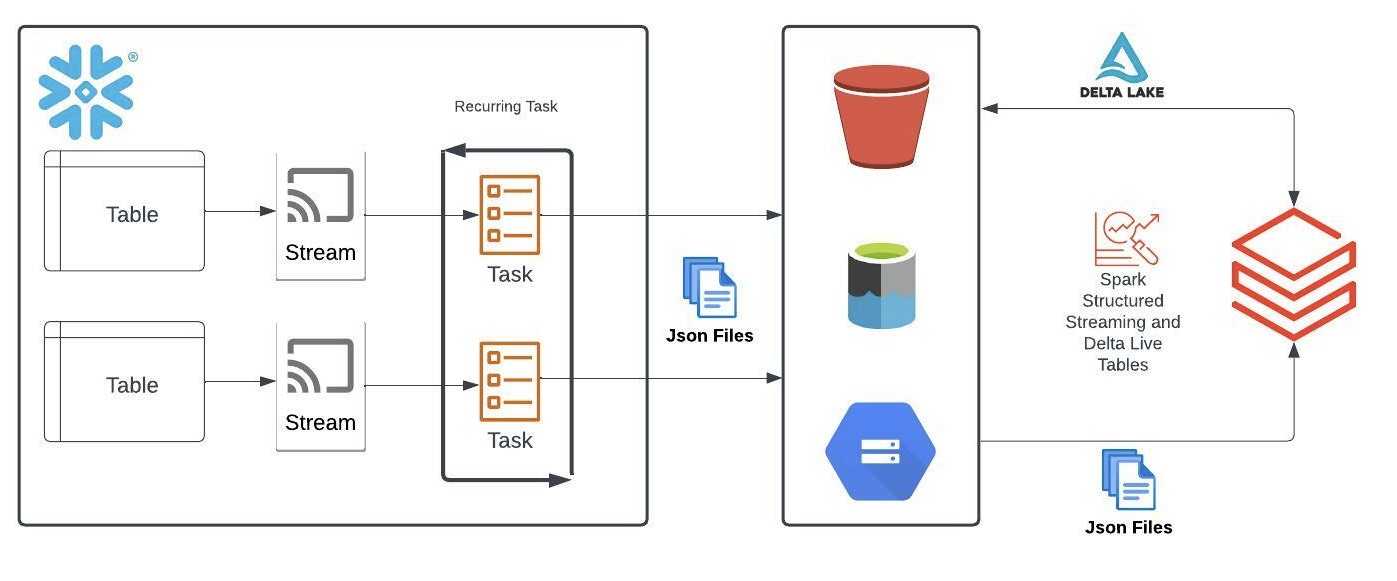 ®
Recurring Task
Table
Stream
Task
Json Files
Table
Stream
Task
DELTA LAKE
Spark
Structured
Streaming and
Delta Live
Tables
Json Files